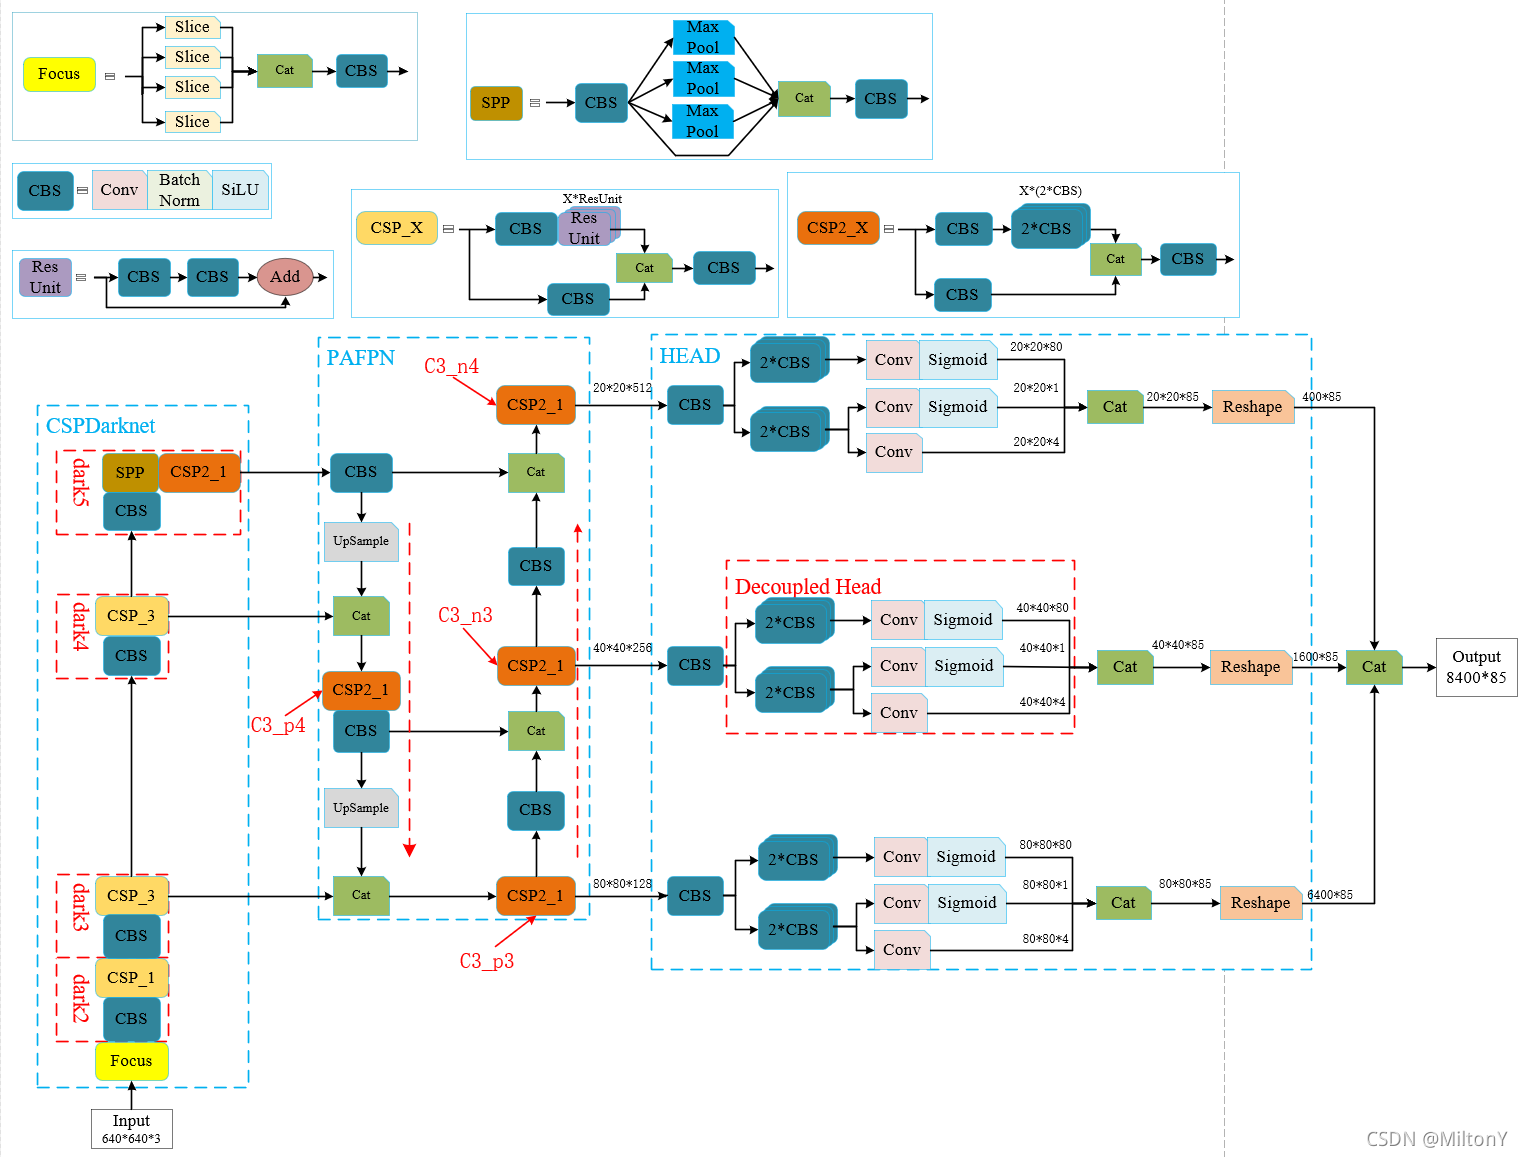 Focus
Slice
Slice
Slice
Slice
Cat
CBS
SPP
CBS
Max
Pool
Max
Pool
Max
Pool
Cat
CBS
CBS
Conv
Batch
Norm
SiLU
CSP_X
CBS
X*ResUnit
Res
Unit
CBS
Cat
CBS
CSP2_X
CBS
X*(2*CBS)
2*CBS
CBS
Cat
CBS
Res
Unit
CBS
CBS
Add
CSPDarknet
dark5
SPP
CSP2_1
CBS
dark4
CSP_3
CBS
dark3
CSP_3
CBS
dark2
CSP_1
CBS
Focus
Input
640*640*3
PAFPN
CBS
UpSample
Cat
CSP2_1
C3_p4
CBS
UpSample
Cat
C3_n4
CSP2_1
Cat
CBS
C3_n3
CSP2_1
Cat
CBS
CSP2_1
C3_p3
20*20*512
40*40*256
80*80*128
HEAD
CBS
2*CBS
2*CBS
Conv
Sigmoid
20*20*80
Conv
Sigmoid
20*20*1
Conv
20*20*4
Cat
20*20*85
Reshape
400*85
Decoupled Head
CBS
2*CBS
2*CBS
Conv
Sigmoid
40*40*80
Conv
Sigmoid
40*40*1
Conv
40*40*4
Cat
40*40*85
Reshape
1600*85
Cat
Output
8400*85
CBS
2*CBS
2*CBS
Conv
Sigmoid
80*80*80
Conv
Sigmoid
80*80*1
Conv
80*80*4
Cat
80*80*85
Reshape
6400*85
CSDN @MiltonY